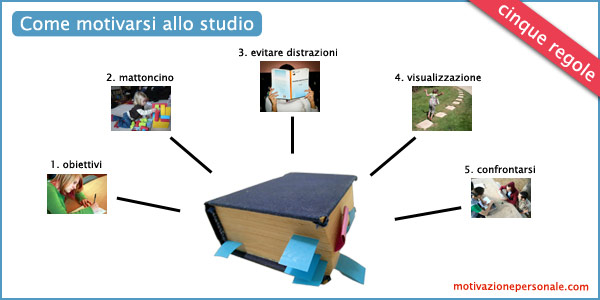 Come motivarsi allo studio
cinque regole
3. evitare distrazioni
2. mattoncino
4. visualizzazione
1. obiettivi
5. confrontarsi
motivazionepersonale.com